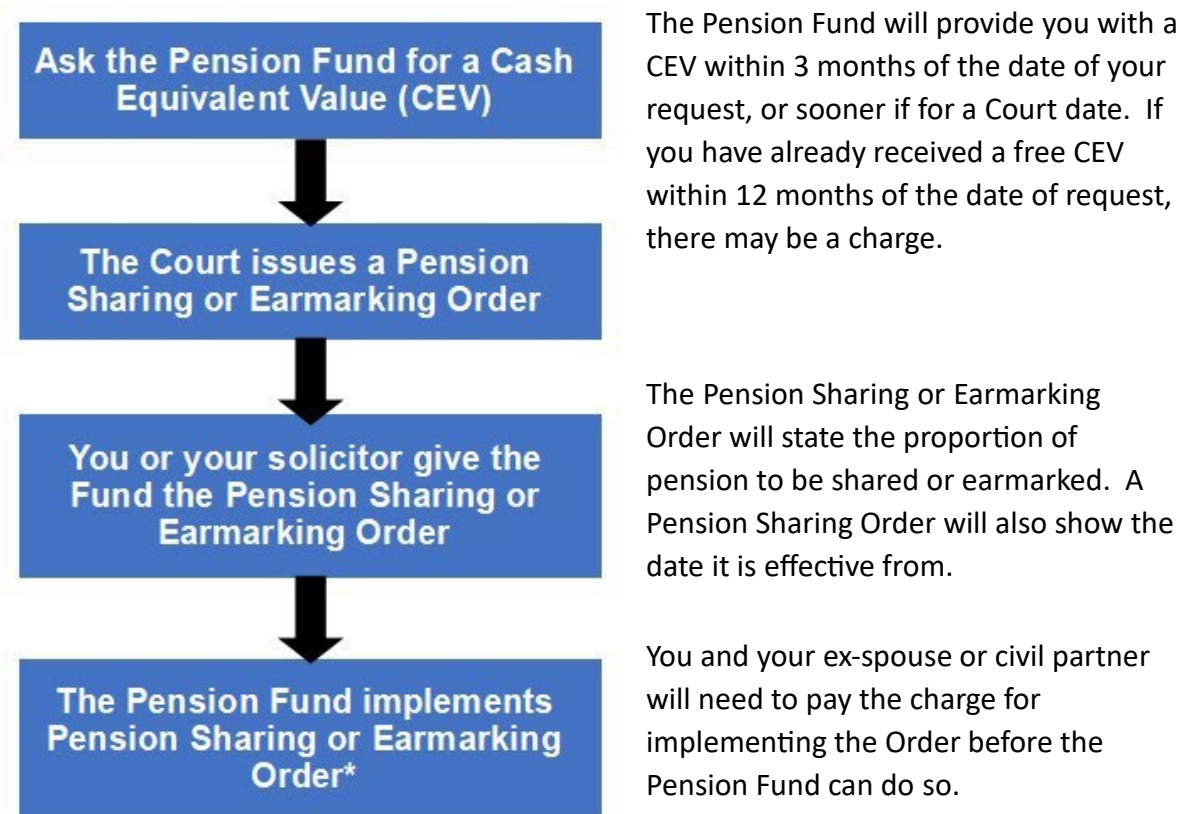 Ask the Pension Fund for a Cash
Equivalent Value (CEV)
The Pension Fund will provide you with a
CEV within 3 months of the date of your
request, or sooner if for a Court date.  If
you have already received a free CEV
within 12 months of the date of request,
there may be a charge.
The Court issues a Pension
Sharing or Earmarking Order
You or your solicitor give the
Fund the Pension Sharing or
Earmarking Order
The Pension Sharing or Earmarking
Order will state the proportion of
pension to be shared or earmarked.  A
Pension Sharing Order will also show the
date it is effective from.
The Pension Fund implements
Pension Sharing or Earmarking
Order*
You and your ex-spouse or civil partner
will need to pay the charge for
implementing the Order before the
Pension Fund can do so.